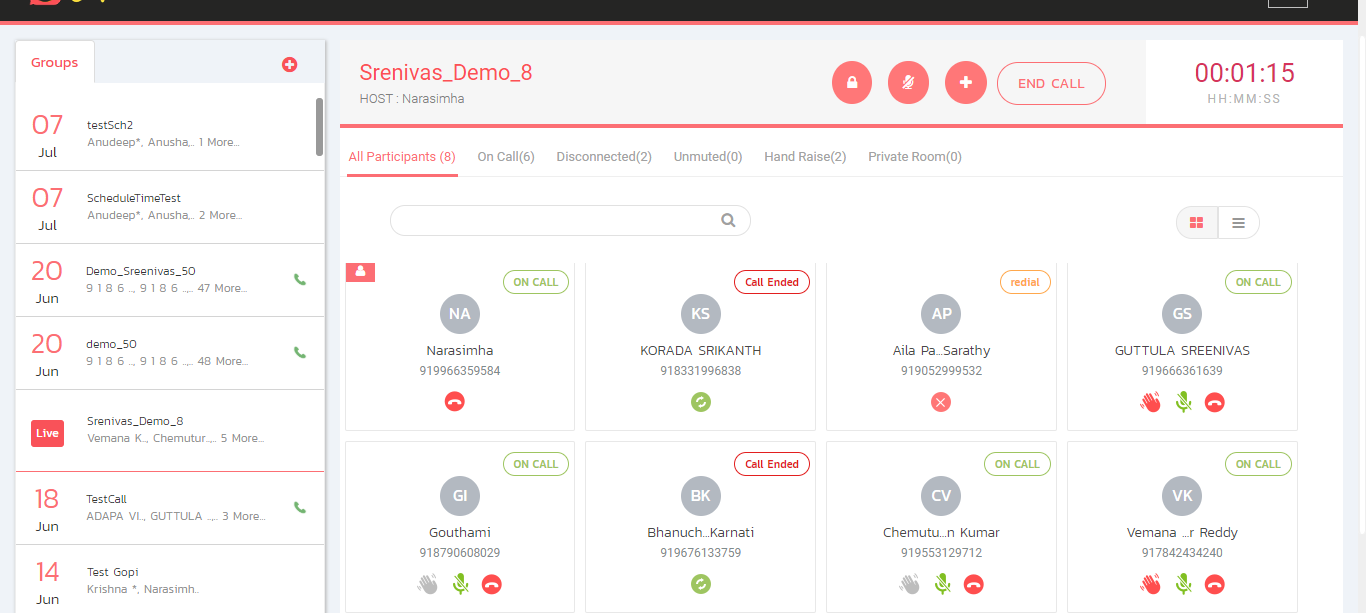 Groups
07
Jul
testSch2
Anudeep*, Anusha,.. 1 More...
07
Jul
ScheduleTimeTest
Anudeep*, Anusha,.. 2 More...
20
Jun
Demo_Sreenivas_50
9 1 8 6 .., 9 1 8 6 ..,.. 47 More...
20
Jun
demo_50
9 1 8 6 .., 9 1 8 6 ..,.. 48 More...
Live
Srenivas_Demo_8
Vemana K.., Chemutur..,.. 5 More...
18
Jun
TestCall
ADAPA VI.., GUTTULA ..,.. 3 More...
14
Jun
Test Gopi
Krishna *, Narasimh..
Srenivas_Demo_8
HOST : Narasimha
END CALL
00:01:15
HH:MM:SS
All Participants (8) On Call(6) Disconnected(2) Unmuted(0) Hand Raise(2) Private Room(0)
ON CALL
NA
Narasimha
919966359584
Call Ended
KS
KORADA SRIKANTH
918331996838
redial
AP
Aila Pa...Sarathy
919052999532
ON CALL
GS
GUTTULA SREENIVAS
919666361639
ON CALL
GI
Gouthami
918790608029
Call Ended
BK
Bhanuch...Karnati
919676133759
ON CALL
CV
Chemutu...n Kumar
919553129712
ON CALL
VK
Vemana ...r Reddy
917842434240